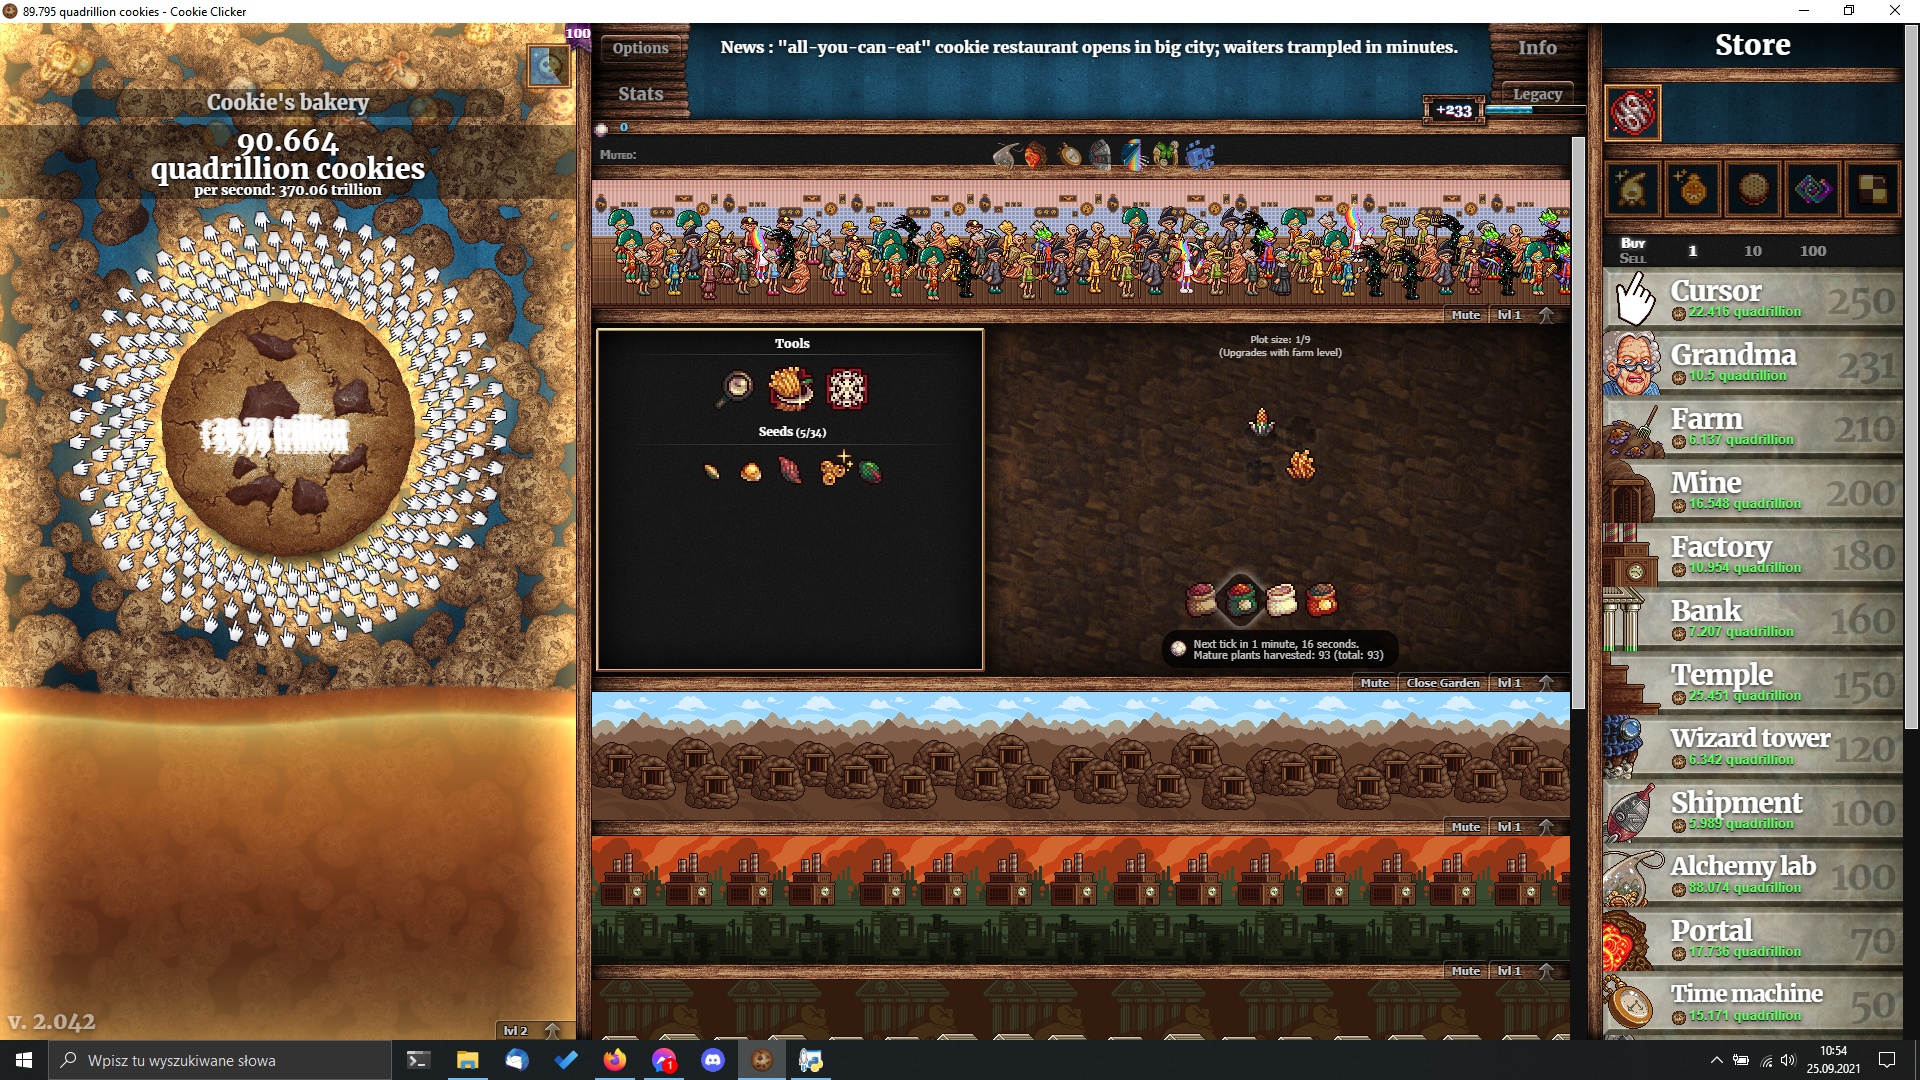 89.795 quadrillion cookies - Cookie Clicker
100
Options
Stats
News : "all-you-can-eat" cookie restaurant opens in big city; waiters trampled in minutes.
Info
Legacy
+233
Store
Cookie's bakery
90.664
quadrillion cookies
per second: 370.06 trillion
0
Muted:
Mute
lvl 1
Tools
Seeds (5/34)
Plot size: 1/9
(Upgrades with farm level)
Next tick in 1 minute, 16 seconds.
Mature plants harvested: 93 (total: 93)
Mute
Close Garden
lvl 1
Mute
lvl 1
Mute
lvl 1
Buy
Sell
1
10
100
Cursor
22.416 quadrillion
250
Grandma
10.5 quadrillion
231
Farm
6.137 quadrillion
210
Mine
16.548 quadrillion
200
Factory
10.954 quadrillion
180
Bank
7.207 quadrillion
160
Temple
25.451 quadrillion
150
Wizard tower
6.342 quadrillion
120
Shipment
5.989 quadrillion
100
Alchemy lab
88.074 quadrillion
100
Portal
17.736 quadrillion
70
Time machine
15.171 quadrillion
50
v. 2.042
lvl 2
Wpisz tu wyszukiwane słowa
1
10:54
25.09.2021